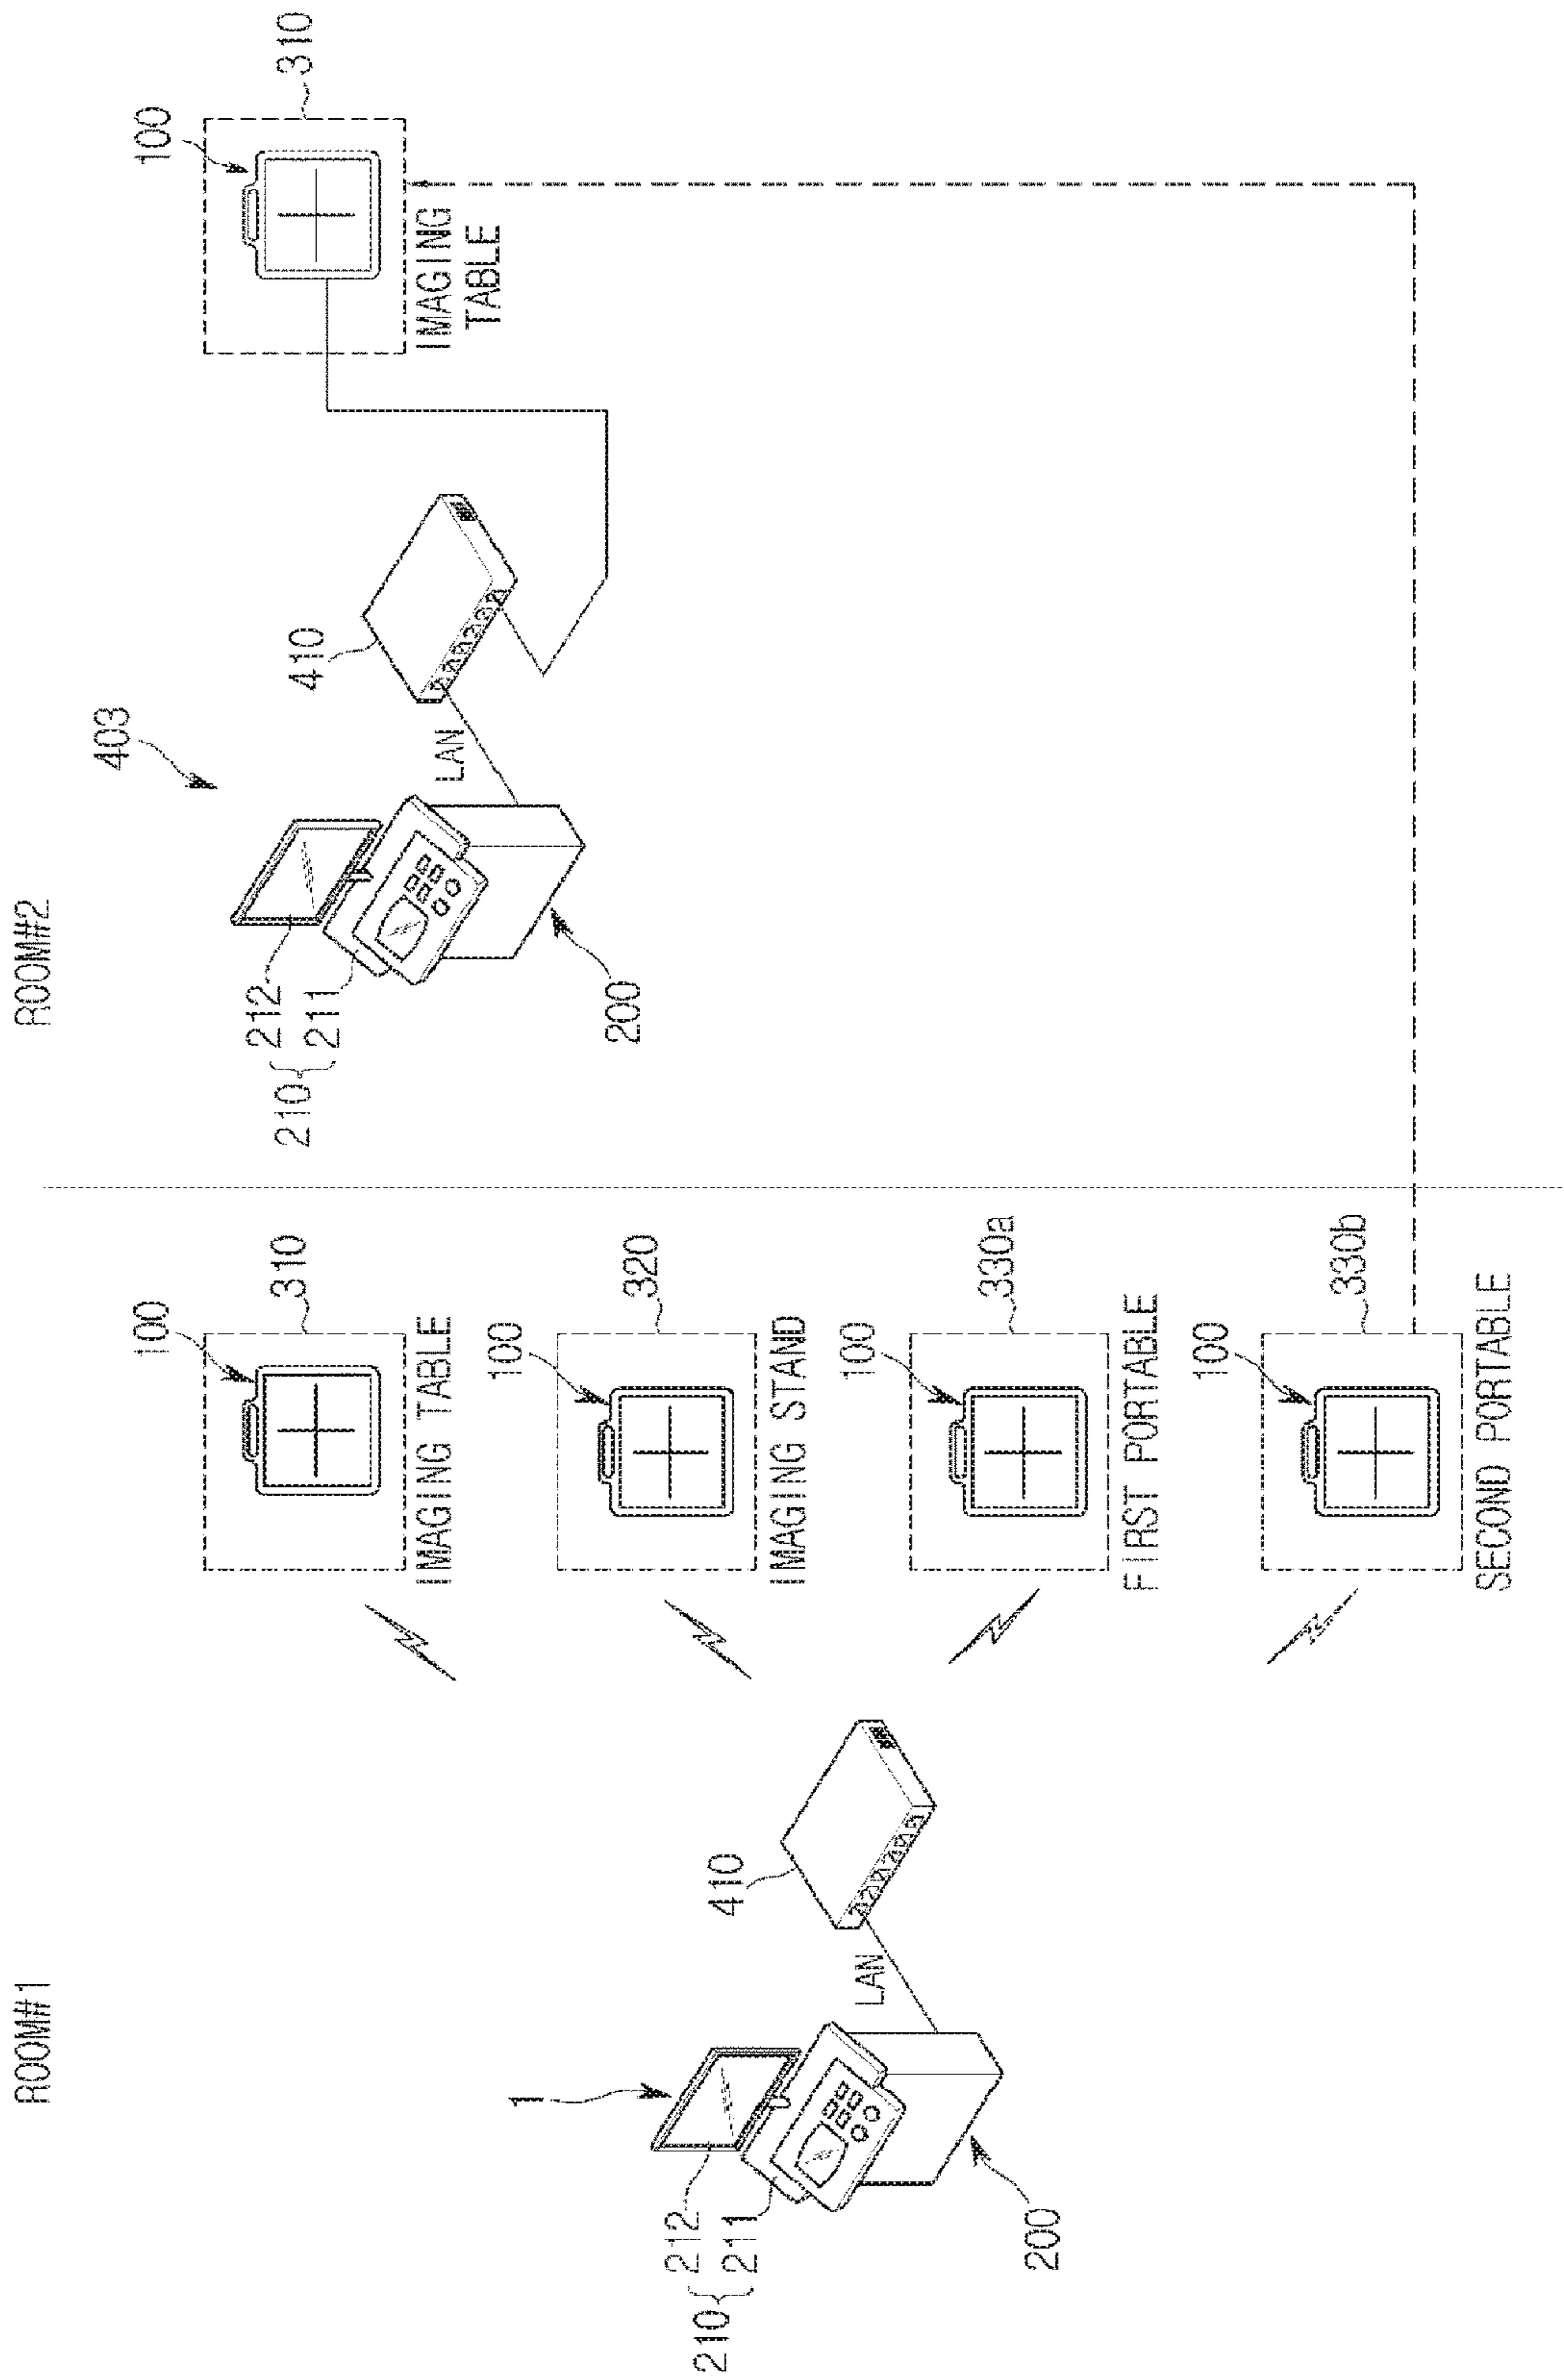 ROOM#1
1
212
211
210
200
LAN
410
100
310
IMAGING TABLE
100
320
IMAGING STAND
100
330a
FIRST PORTABLE
100
330b
SECOND PORTABLE
ROOM#2
403
212
211
210
200
LAN
410
100
310
IMAGING
TABLE